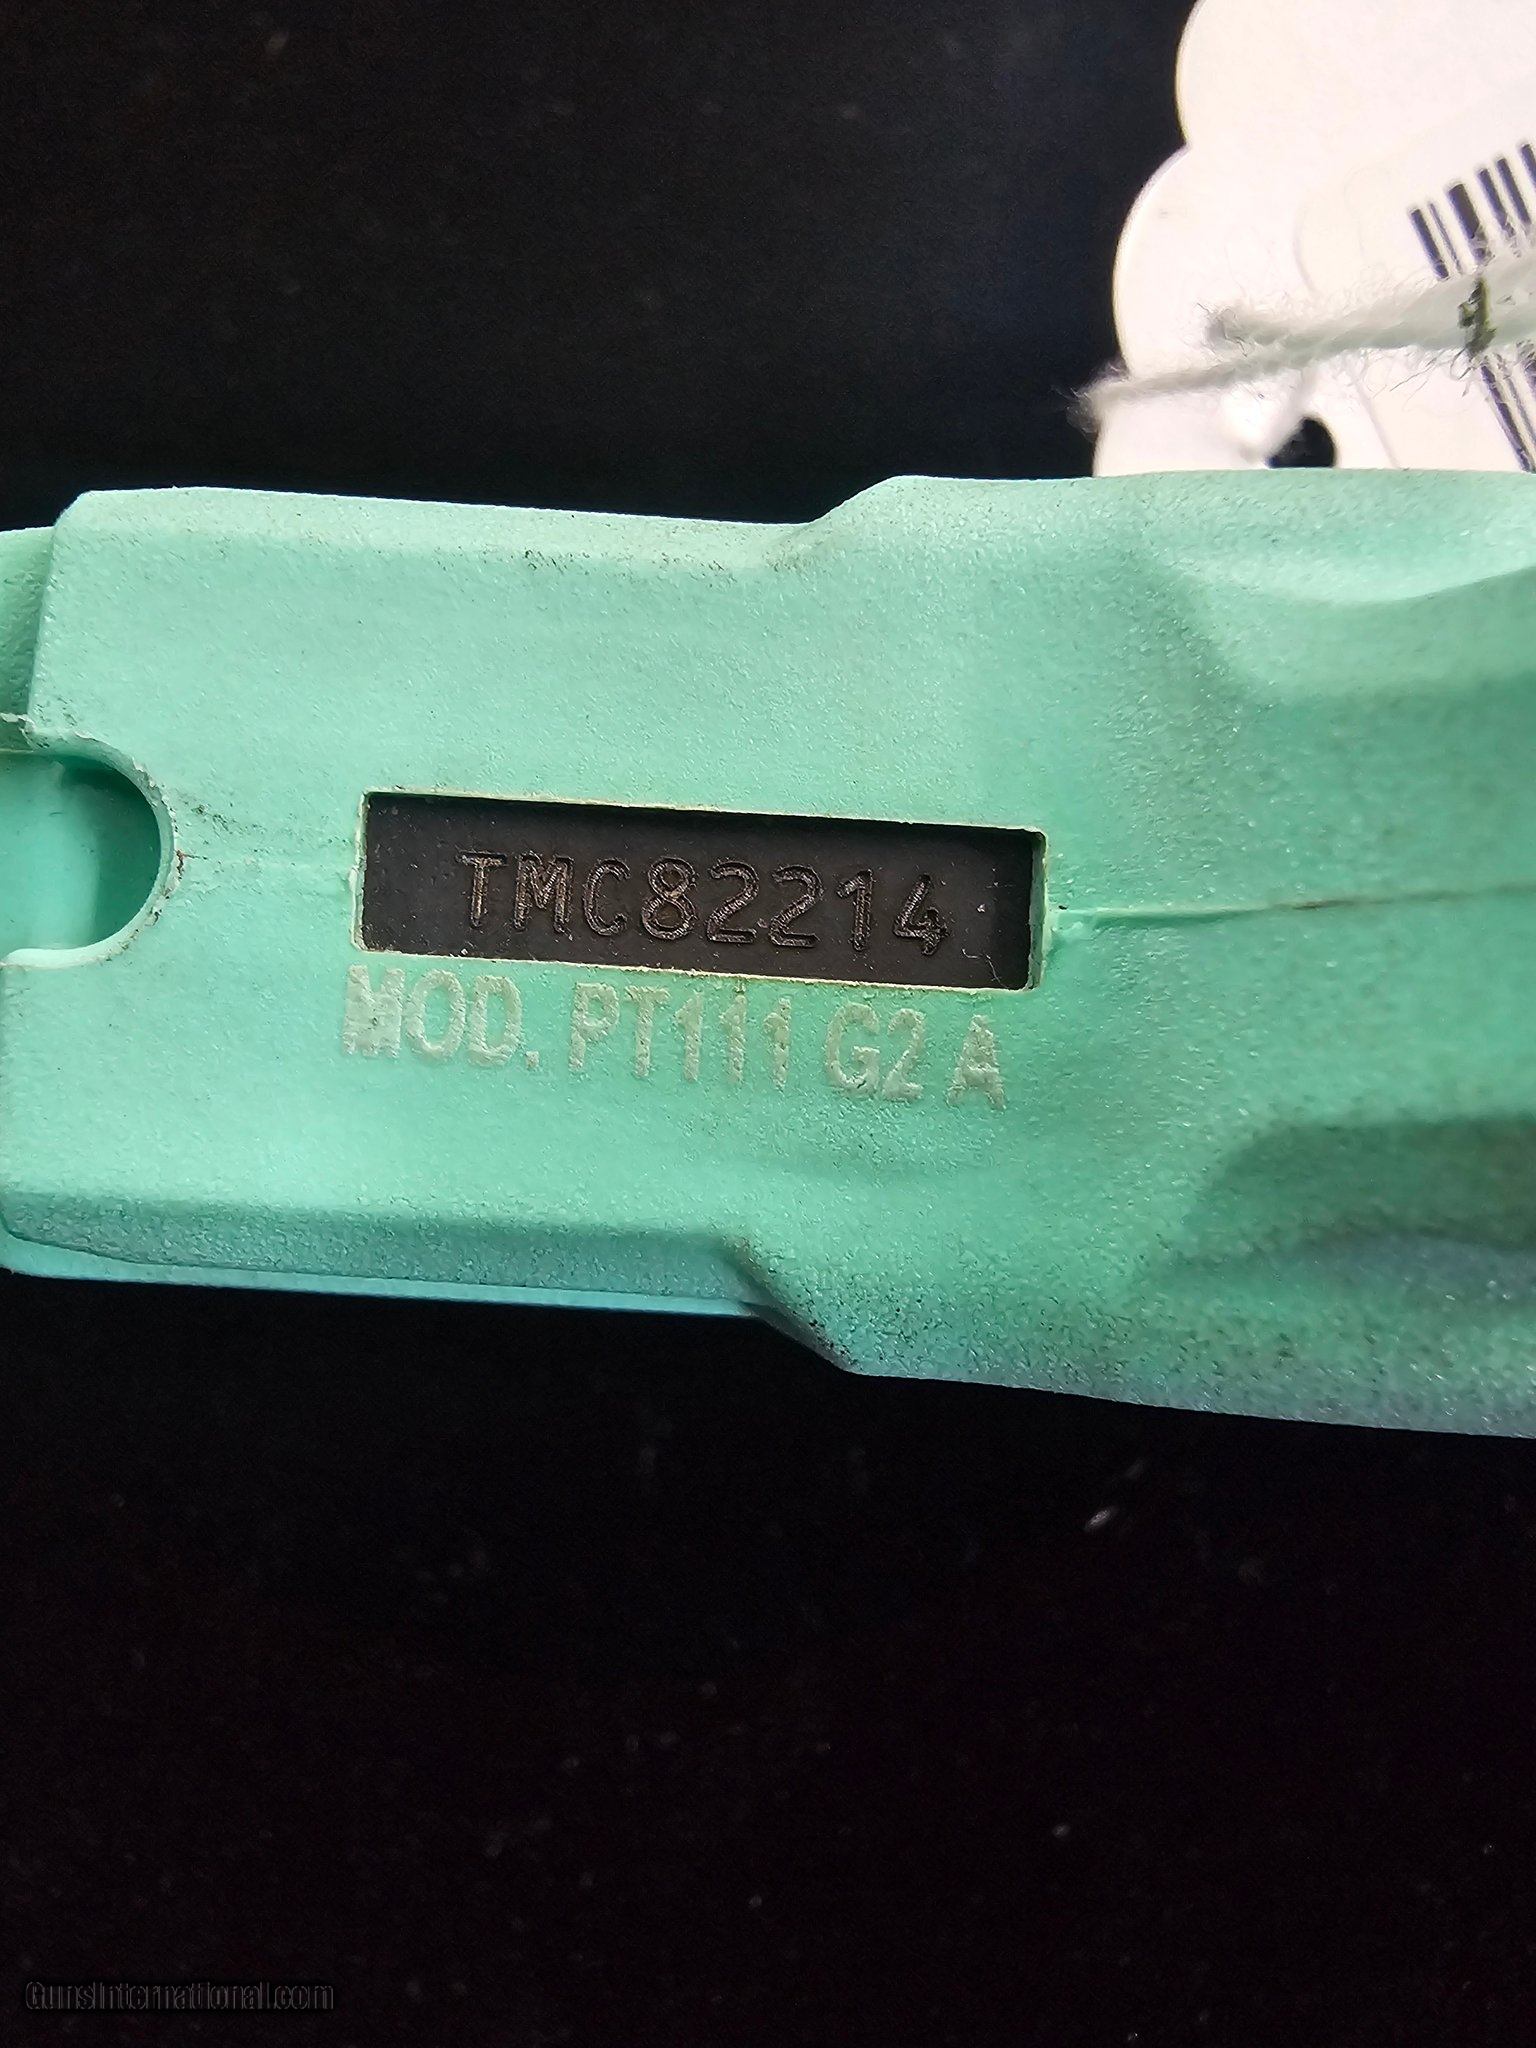 TMC82214
MOD. PT111 G2 A
GunsInternational.com